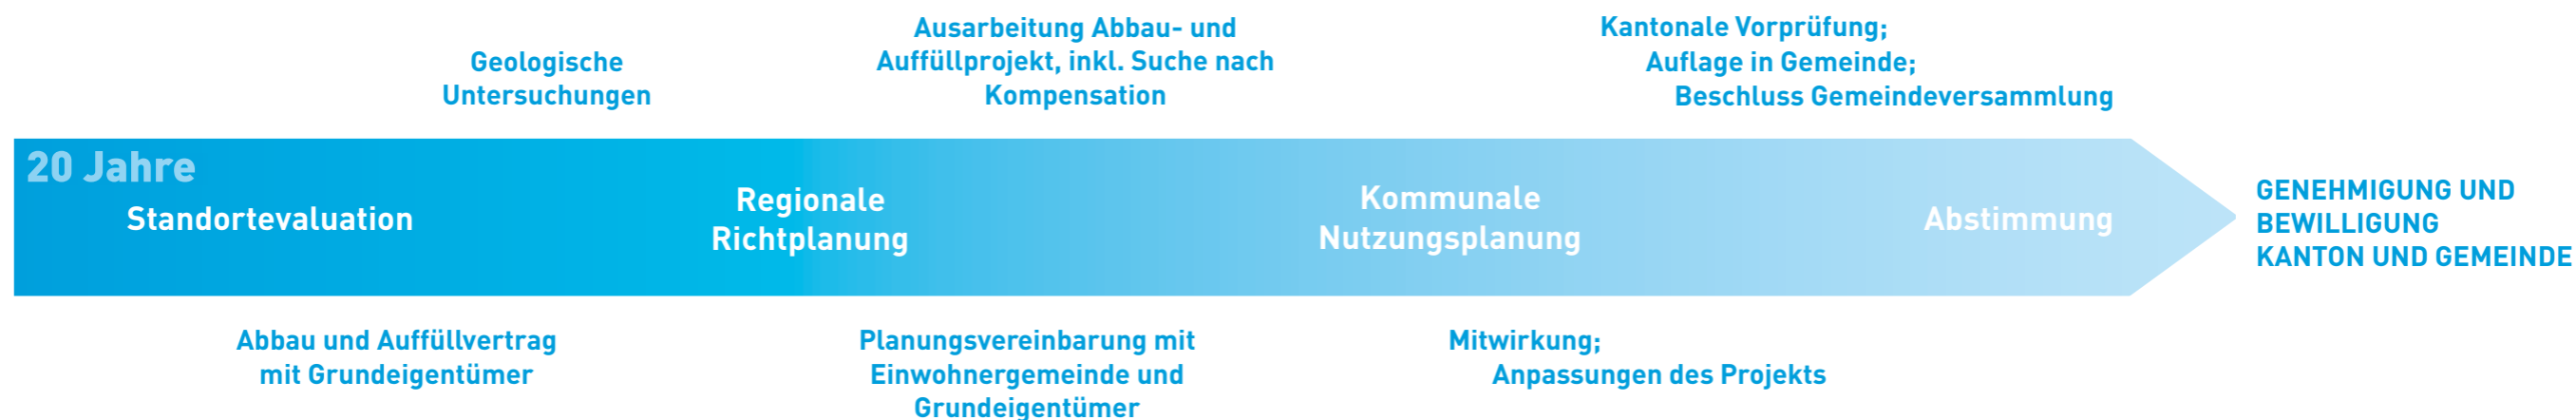 Geologische
Untersuchungen
Ausarbeitung Abbau- und
Auffüllprojekt, inkl. Suche nach
Kompensation
Kantonale Vorprüfung;
Auflage in Gemeinde;
Beschluss Gemeindeversammlung
20 Jahre
Standortevaluation
Regionale
Richtplanung
Kommunale
Nutzungsplanung
Abstimmung
GENEHMIGUNG UND
BEWILLIGUNG
KANTON UND GEMEINDE
Abbau und Auffüllvertrag
mit Grundeigentümer
Planungsvereinbarung mit
Einwohnergemeinde und
Grundeigentümer
Mitwirkung;
Anpassungen des Projekts